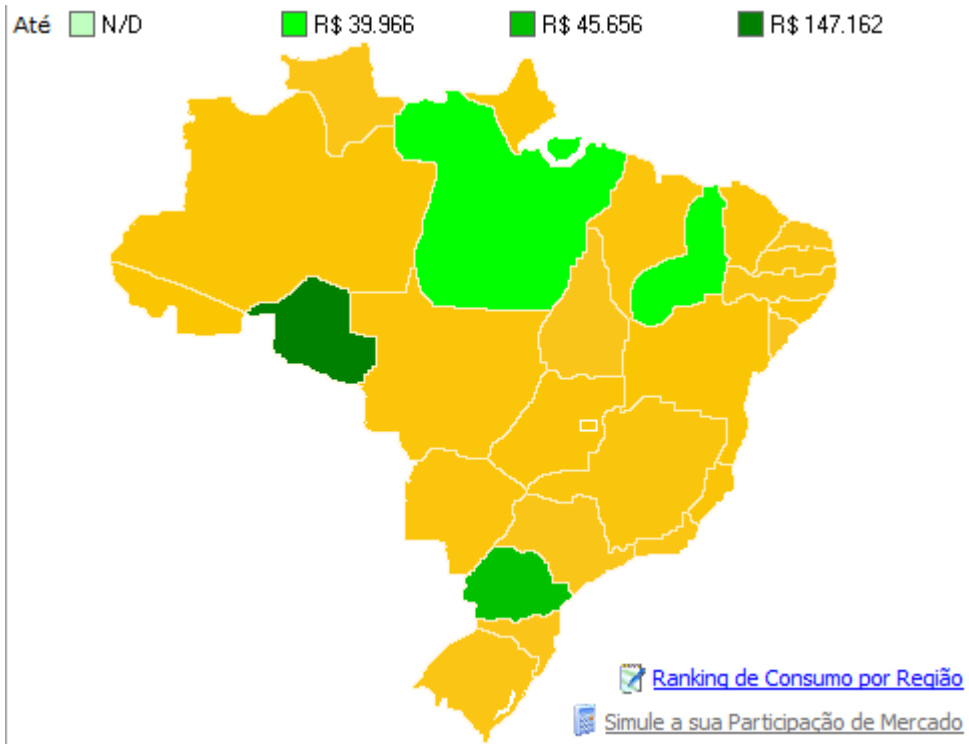 Até N/D R$ 39.966 R$ 45.656 R$ 147.162
Ranking de Consumo por Região
Simule a sua Participação de Mercado